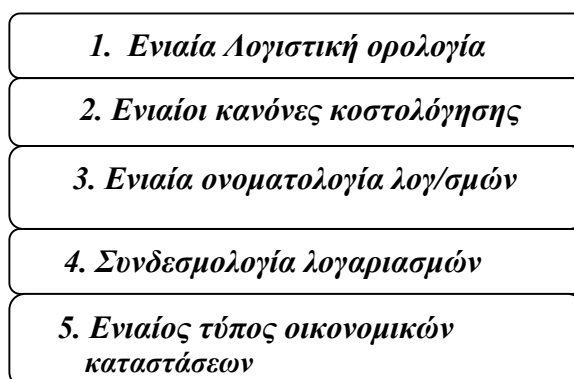 1. Ενιαία Λογιστική ορολογία
2. Ενιαίοι κανόνες κοστολόγησης
3. Ενιαία ονοματολογία λογ/σμών
4. Συνδεσμολογία λογαριασμών
5. Ενιαίος τύπος οικονομικών
καταστάσεων